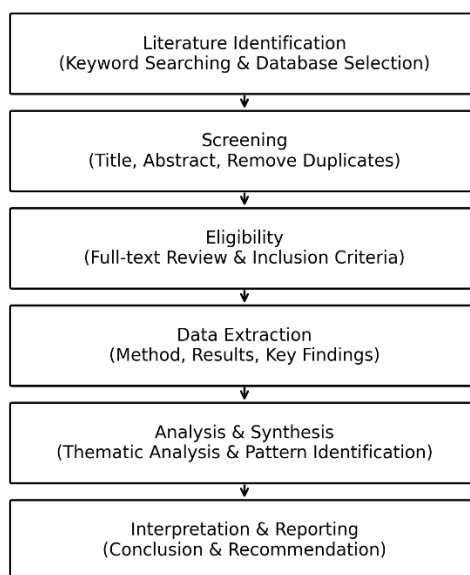 Literature Identification
(Keyword Searching & Database Selection)
Screening
(Title, Abstract, Remove Duplicates)
Eligibility
(Full-text Review & Inclusion Criteria)
Data Extraction
(Method, Results, Key Findings)
Analysis & Synthesis
(Thematic Analysis & Pattern Identification)
Interpretation & Reporting
(Conclusion & Recommendation)